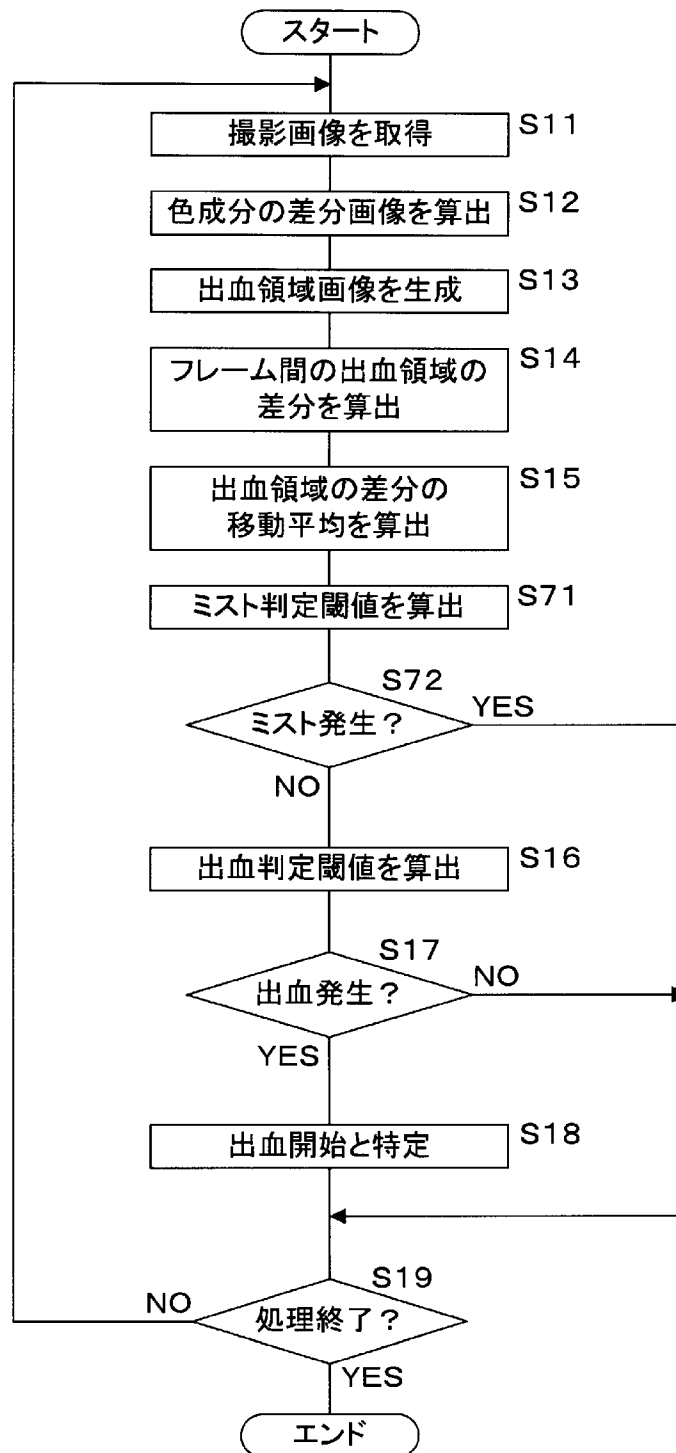 スタート
撮影画像を取得
S11
色成分の差分画像を算出
S12
出血領域画像を生成
S13
フレーム間の出血領域の
差分を算出
S14
出血領域の差分の
移動平均を算出
S15
ミスト判定閾値を算出
S71
S72
ミスト発生?
YES
NO
出血判定閾値を算出
S16
S17
出血発生?
NO
YES
出血開始と特定
S18
S19
NO
処理終了?
YES
エンド